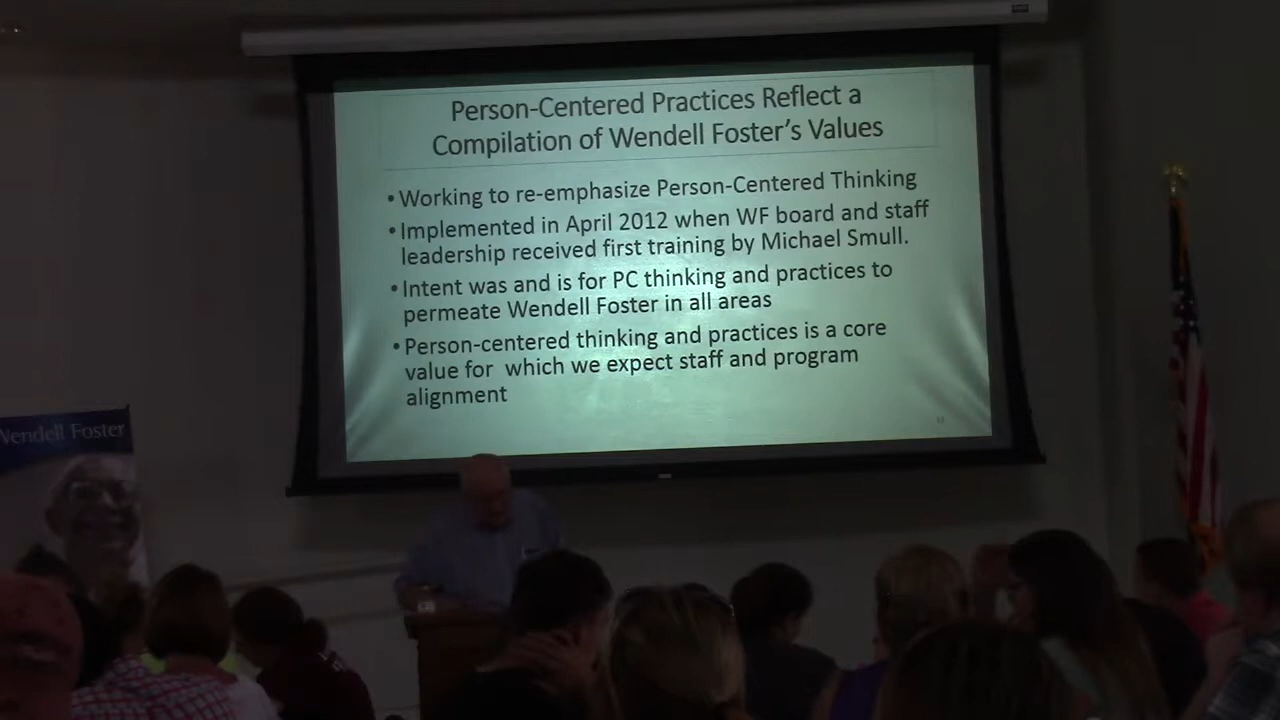 Person-Centered Practices Reflect a
Compilation of Wendell Foster's Values
• Working to re-emphasize Person-Centered Thinking
• Implemented in April 2012 when WF board and staff
leadership received first training by Michael Smull.
• Intent was and is for PC thinking and practices to
permeate Wendell Foster in all areas
• Person-centered thinking and practices is a core
value for which we expect staff and program
alignment
Wendell Foster